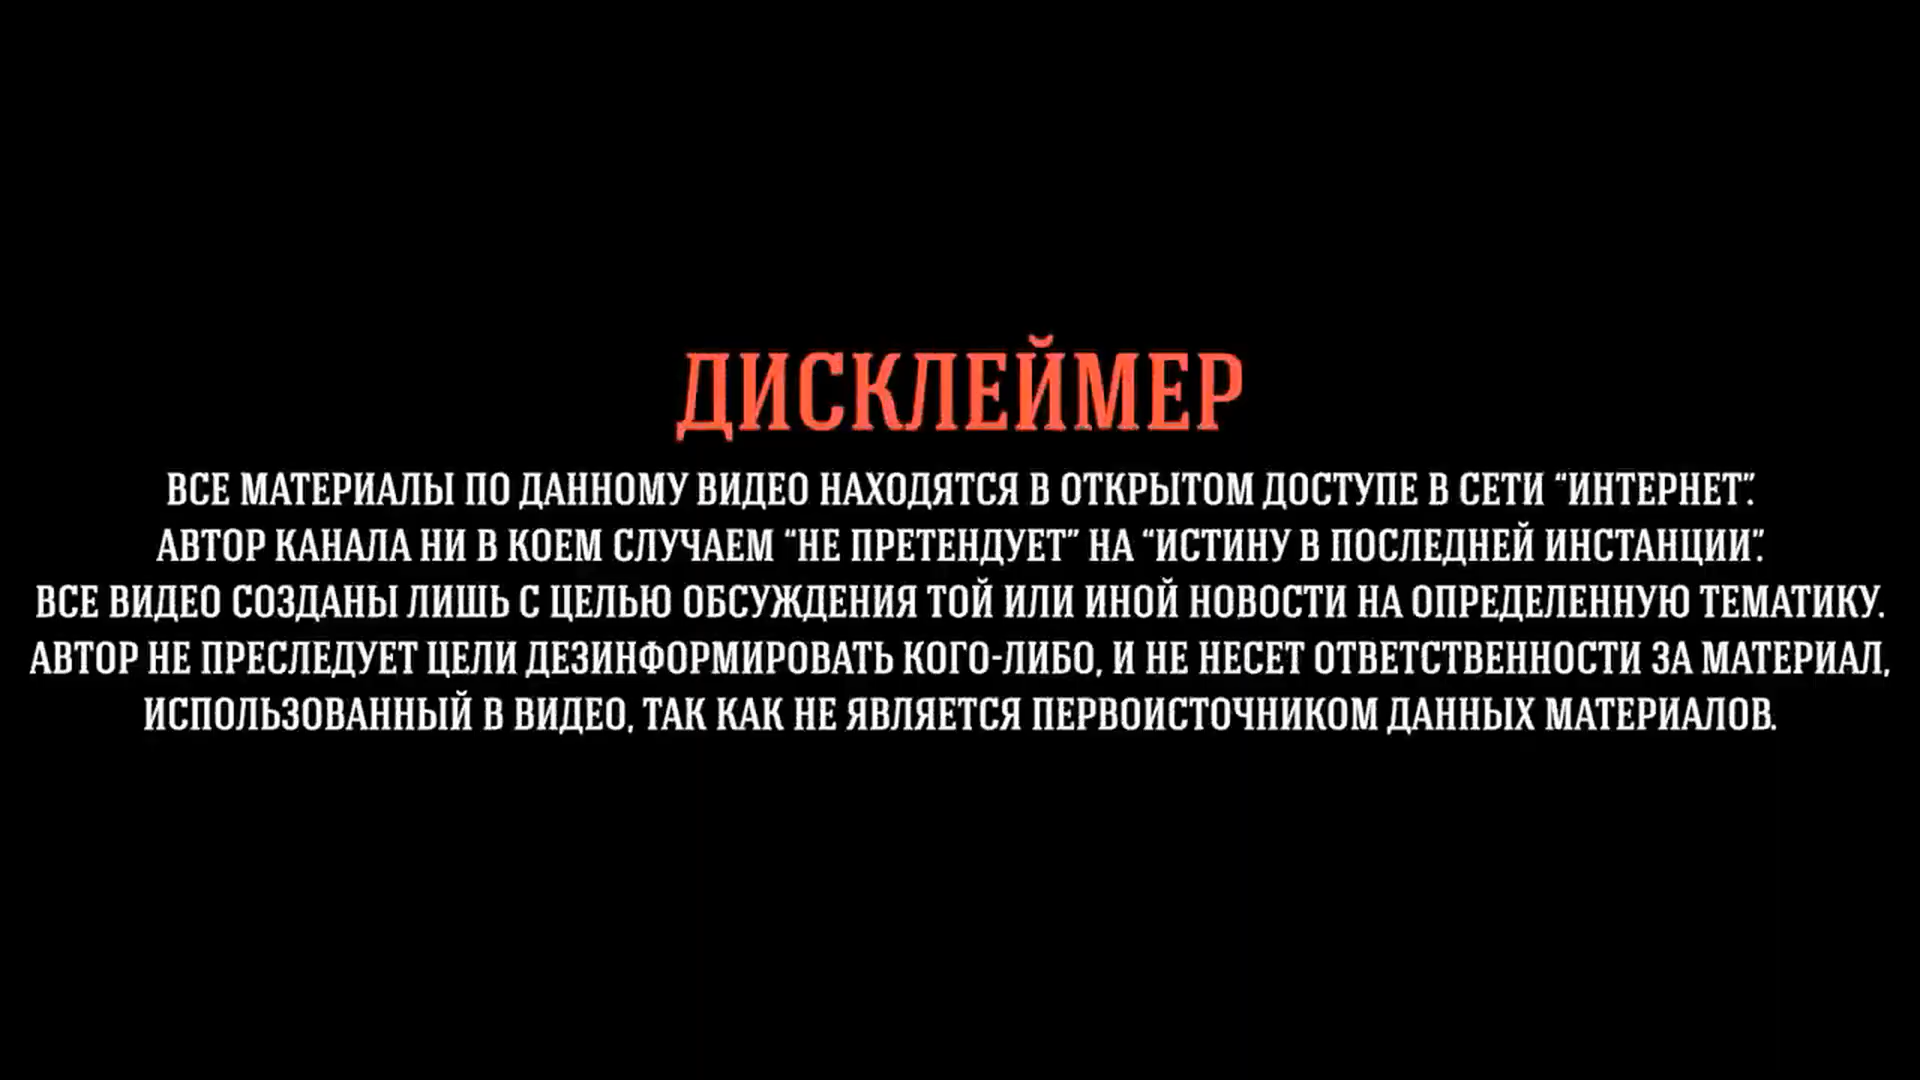 ДИСКЛЕЙМЕР
ВСЕ МАТЕРИАЛЫ ПО ДАННОМУ ВИДЕО НАХОДЯТСЯ В ОТКРЫТОМ ДОСТУПЕ В СЕТИ “ИНТЕРНЕТ”.
АВТОР КАНАЛА НИ В КОЕМ СЛУЧАЕМ “НЕ ПРЕТЕНДУЕТ” НА “ИСТИНУ В ПОСЛЕДНЕЙ ИНСТАНЦИИ”.
ВСЕ ВИДЕО СОЗДАНЫ ЛИШЬ С ЦЕЛЬЮ ОБСУЖДЕНИЯ ТОЙ ИЛИ ИНОЙ НОВОСТИ НА ОПРЕДЕЛЕННУЮ ТЕМАТИКУ.
АВТОР НЕ ПРЕСЛЕДУЕТ ЦЕЛИ ДЕЗИНФОРМИРОВАТЬ КОГО-ЛИБО, И НЕ НЕСЕТ ОТВЕТСТВЕННОСТИ ЗА МАТЕРИАЛ,
ИСПОЛЬЗОВАННЫЙ В ВИДЕО, ТАК КАК НЕ ЯВЛЯЕТСЯ ПЕРВОИСТОЧНИКОМ ДАННЫХ МАТЕРИАЛОВ.